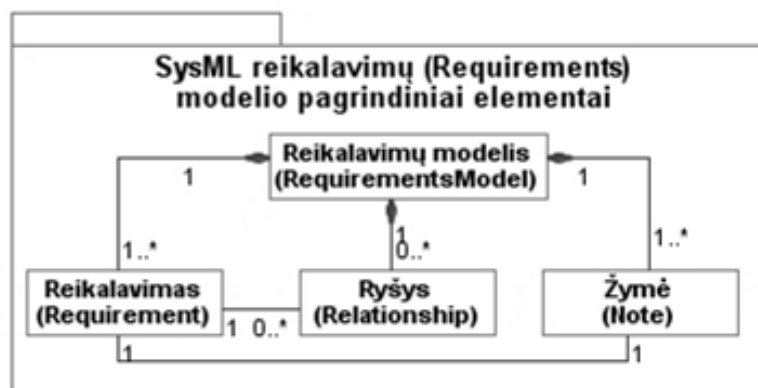 SysML reikalavimų (Requirements)
modelio pagrindiniai elementai
Reikalavimų modelis
(RequirementsModel)
1
1
1
0..*
1..*
1..*
Reikalavimas
(Requirement)
Ryšys
(Relationship)
Žymė
(Note)
1 0..*
1
1